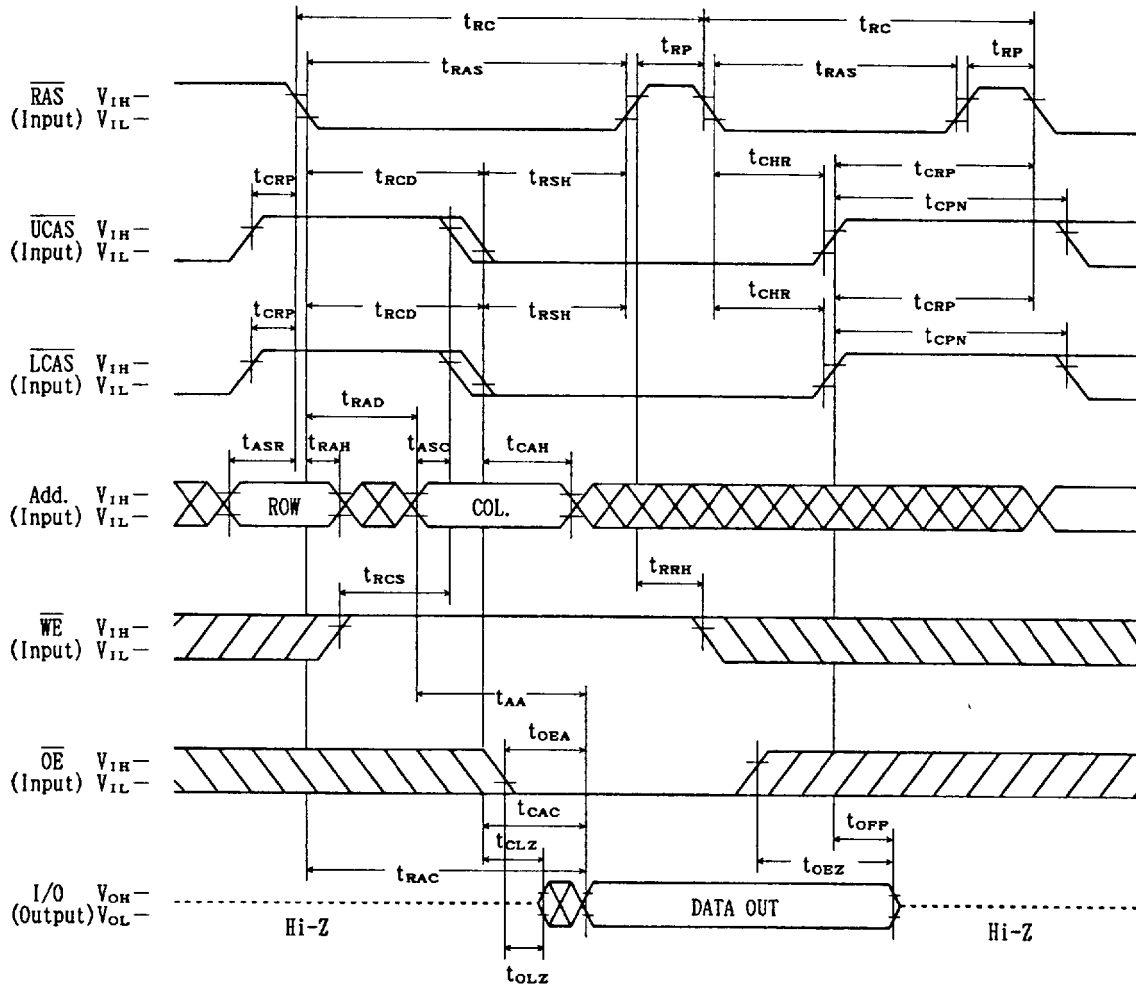 tRC tRC
tRAS tRP tRAS tRP
RAS VIH
(Input) VIL
tCRP tRCD tRSH tCHR tCRP
tCPN
UCAS VIH
(Input) VIL
tCRP tRCD tRSH tCHR tCRP
tCPN
LCAS VIH
(Input) VIL
tRAD
tASR tRAH tASC tCAH
Add. VIH
(Input) VIL
ROW COL.
tRCS tRRH
WE VIH
(Input) VIL
tAA
tOEA
OE VIH
(Input) VIL
tCAC
tOFF
tCLZ
tOEZ
tRAC
I/O VOH
(Output) VOL
DATA OUT
Hi-Z Hi-Z
tOLZ